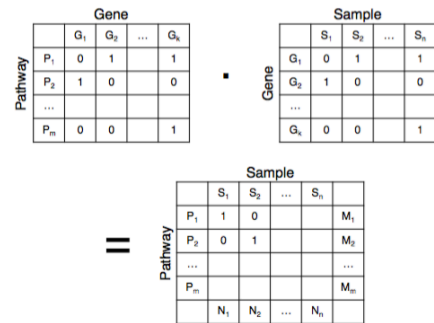 Gene
G1 G2 ... Gk
P1 0 1 1
P2 1 0 0
...
Pm 0 0 1
Pathway
·
Sample
S1 S2 ... Sn
G1 0 1 1
G2 1 0 0
...
Gk 0 0 1
Gene
=
Sample
S1 S2 ... Sn
P1 1 0 M1
P2 0 1 M2
... ...
Pm Mm
N1 N2 ... Nn
Pathway